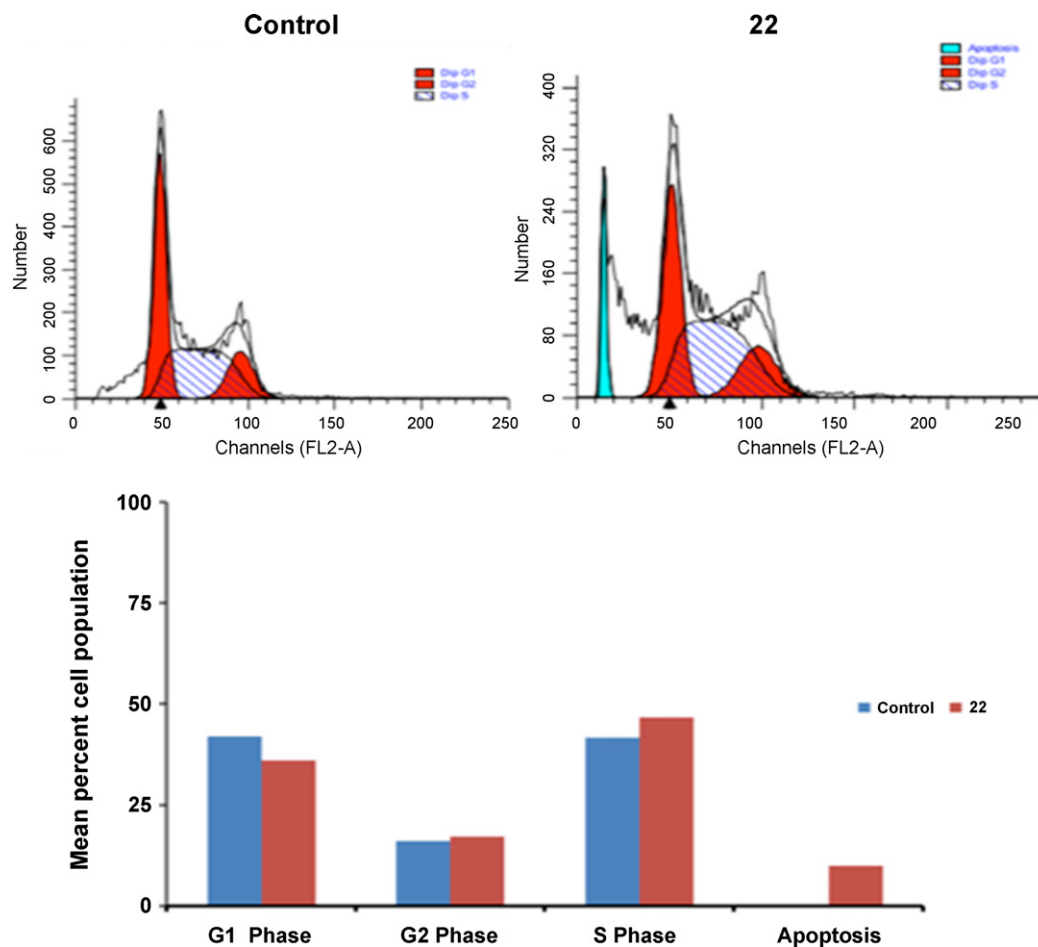 Control
Dip G1
Dip G2
Dip S
Number
600
500
400
300
200
100
0
0 50 100 150 200 250
Channels (FL2-A)
22
Apoptosis
Dip G1
Dip G2
Dip S
Number
400
320
240
160
80
0
0 50 100 150 200 250
Channels (FL2-A)
Mean percent cell population
100
75
50
25
0
G1 Phase G2 Phase S Phase Apoptosis
Control 22